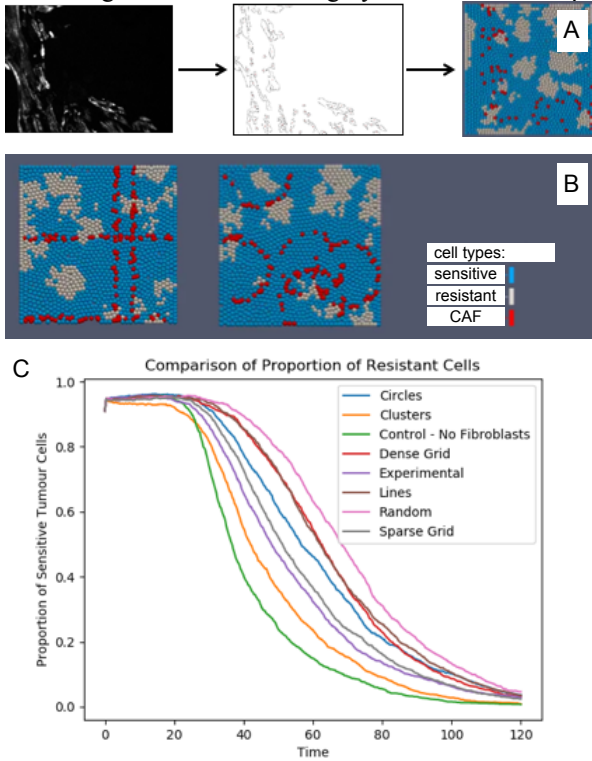 A
B
cell types:
sensitive
resistant
CAF
C
Comparison of Proportion of Resistant Cells
Proportion of Sensitive Tumour Cells
1.0
0.8
0.6
0.4
0.2
0.0
Circles
Clusters
Control - No Fibroblasts
Dense Grid
Experimental
Lines
Random
Sparse Grid
0 20 40 60 80 100 120
Time